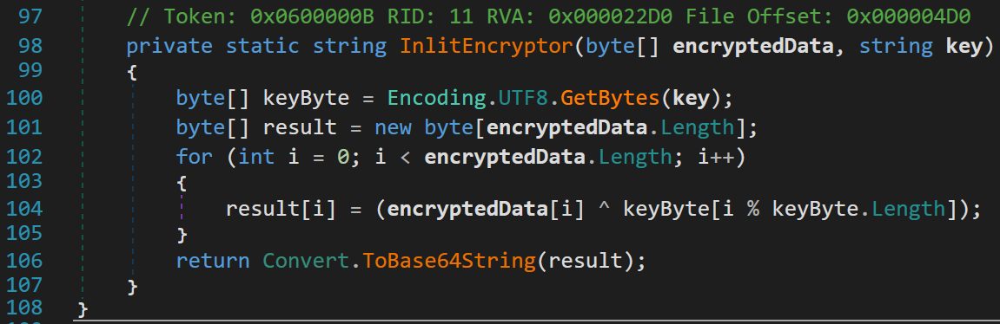 97 // Token: 0x0600000B RID: 11 RVA: 0x000022D0 File Offset: 0x000004D0
98 private static string InlitEncryptor(byte[] encryptedData, string key)
99 {
100 byte[] keyByte = Encoding.UTF8.GetBytes(key);
101 byte[] result = new byte[encryptedData.Length];
102 for (int i = 0; i < encryptedData.Length; i++)
103 {
104 result[i] = (encryptedData[i] ^ keyByte[i % keyByte.Length]);
105 }
106 return Convert.ToBase64String(result);
107 }
108 }